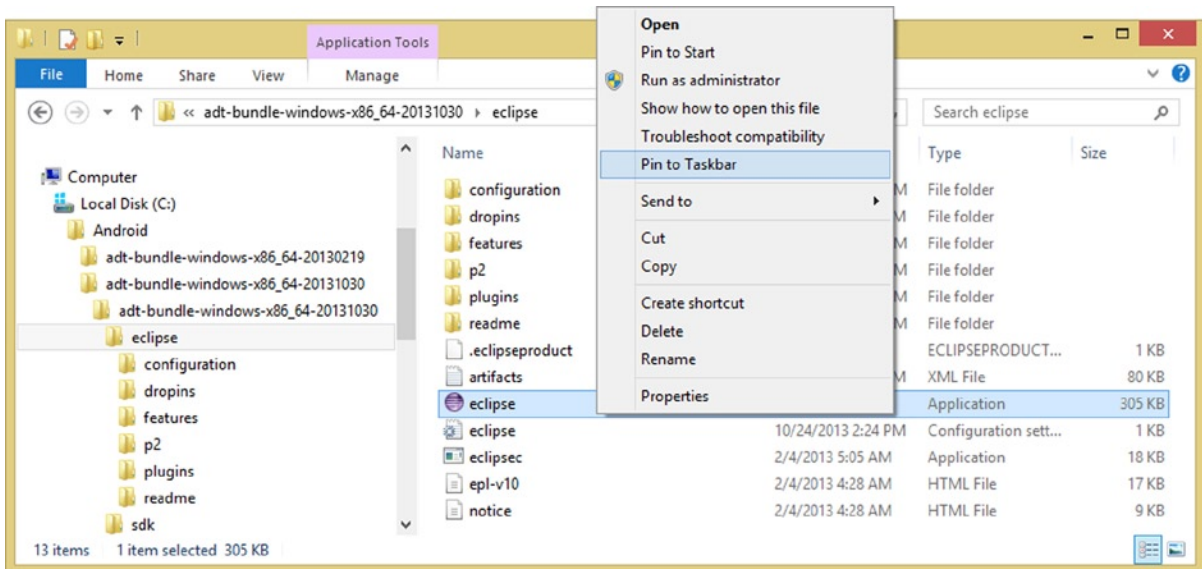 Application Tools
File Home Share View Manage
« adt-bundle-windows-x86_64-20131030 eclipse Search eclipse
Computer
Local Disk (C:)
Android
adt-bundle-windows-x86_64-20130219
adt-bundle-windows-x86_64-20131030
adt-bundle-windows-x86_64-20131030
eclipse
configuration
dropins
features
p2
plugins
readme
sdk
Name Type Size
configuration M File folder
dropins M File folder
features M File folder
p2 M File folder
plugins M File folder
readme M File folder
.eclipseproduct ECLIPSEPRODUCT... 1 KB
artifacts M XML File 80 KB
eclipse Application 305 KB
eclipse 10/24/2013 2:24 PM Configuration sett... 1 KB
eclipsec 2/4/2013 5:05 AM Application 18 KB
epl-v10 2/4/2013 4:28 AM HTML File 17 KB
notice 2/4/2013 4:28 AM HTML File 9 KB
Open
Pin to Start
Run as administrator
Show how to open this file
Troubleshoot compatibility
Pin to Taskbar
Send to
Cut
Copy
Create shortcut
Delete
Rename
Properties
13 items 1 item selected 305 KB